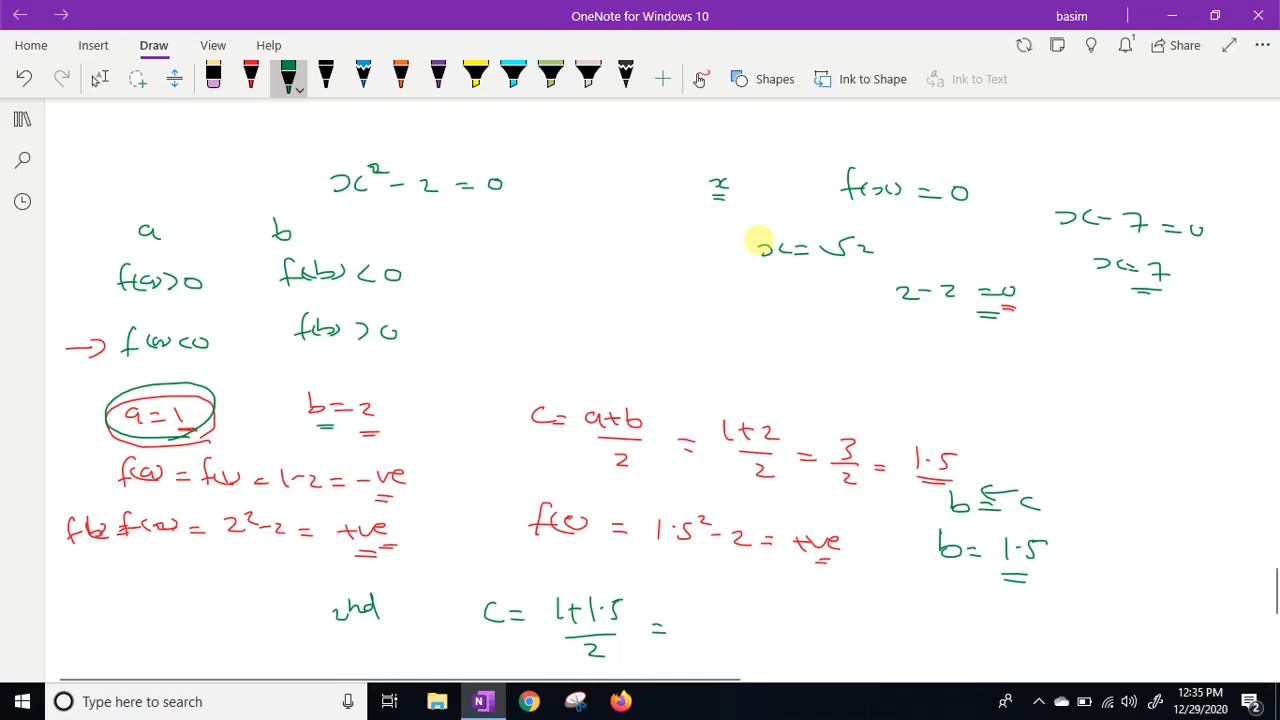 OneNote for Windows 10
basim
Home Insert Draw View Help
Share
Shapes Ink to Shape Ink to Text
x² - 2 = 0
x
f(x) = 0
x - 7 = 0
x = 7
x = √2
2 - 2 = 0
a b
f(a) > 0 f(b) < 0
→ f(a) < 0 f(b) > 0
a = 1 b = 2
f(a) = f(1) = 1 - 2 = -ve
f(b) = f(2) = 2² - 2 = +ve
c = a+b/2 = 1+2/2 = 3/2 = 1.5
f(c) = 1.5² - 2 = +ve
b ← c
b = 1.5
2nd c = 1+1.5/2 =
Type here to search
12:35 PM
12/29/2020
2